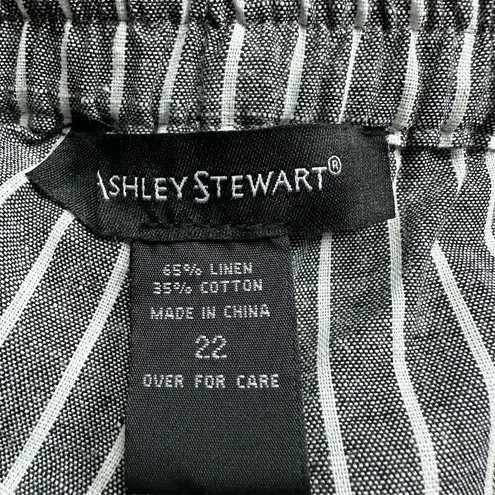 ASHLEY STEWART®
65% LINEN
35% COTTON
MADE IN CHINA
22
OVER FOR CARE